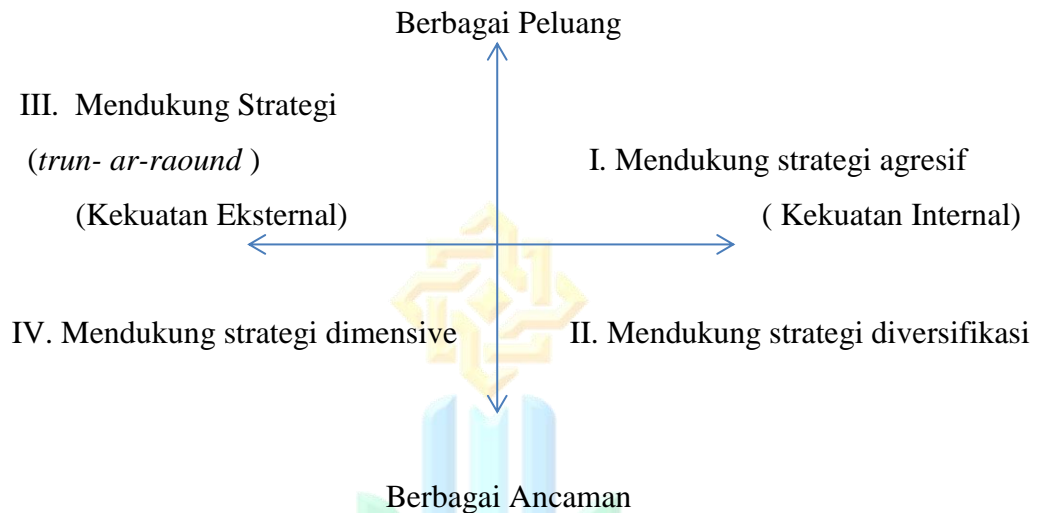 Berbagai Peluang
III. Mendukung Strategi
(trun- ar-raound )
I. Mendukung strategi agresif
(Kekuatan Eksternal)
( Kekuatan Internal)
IV. Mendukung strategi dimensive
II. Mendukung strategi diversifikasi
Berbagai Ancaman